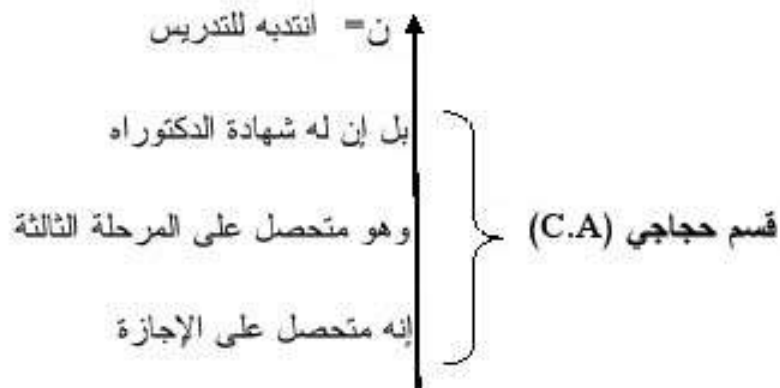 ن= انتدبه للتدريس
بل إن له شهادة الدكتوراه
وهو متحصل على المرحلة الثالثة
قسم حجاجي (C.A)
إنه متحصل على الإجازة